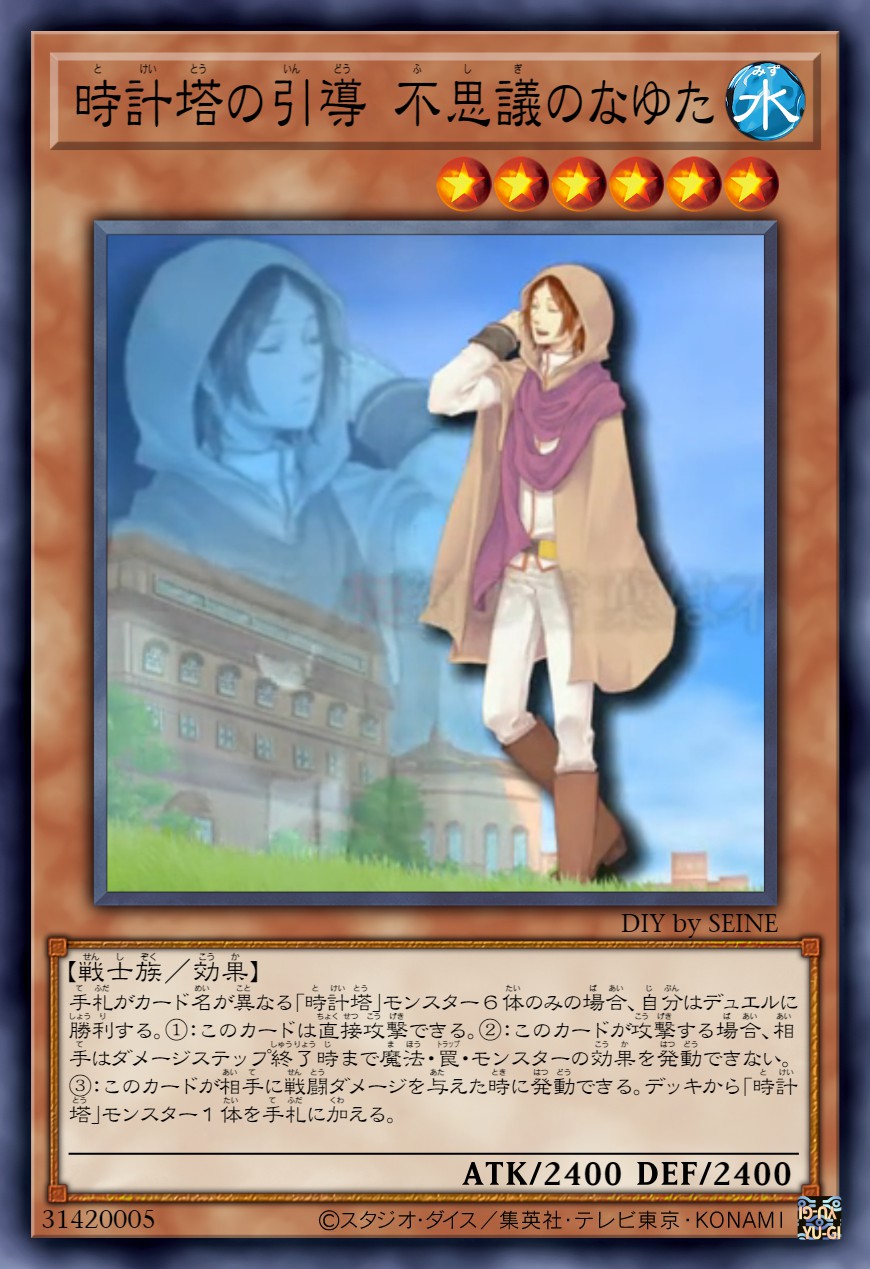 時計塔の引導 不思議のなゆた 水
DIY by SEINE
【戦士族／効果】
手札がカード名が異なる「時計塔」モンスター６体のみの場合、自分はデュエルに
勝利する。①：このカードは直接攻撃できる。②：このカードが攻撃する場合、相
手はダメージステップ終了時まで魔法・罠・モンスターの効果を発動できない。
③：このカードが相手に戦闘ダメージを与えた時に発動できる。デッキから「時計
塔」モンスター１体を手札に加える。
ATK/2400 DEF/2400
31420005 ©スタジオ・ダイス／集英社・テレビ東京・KONAMI